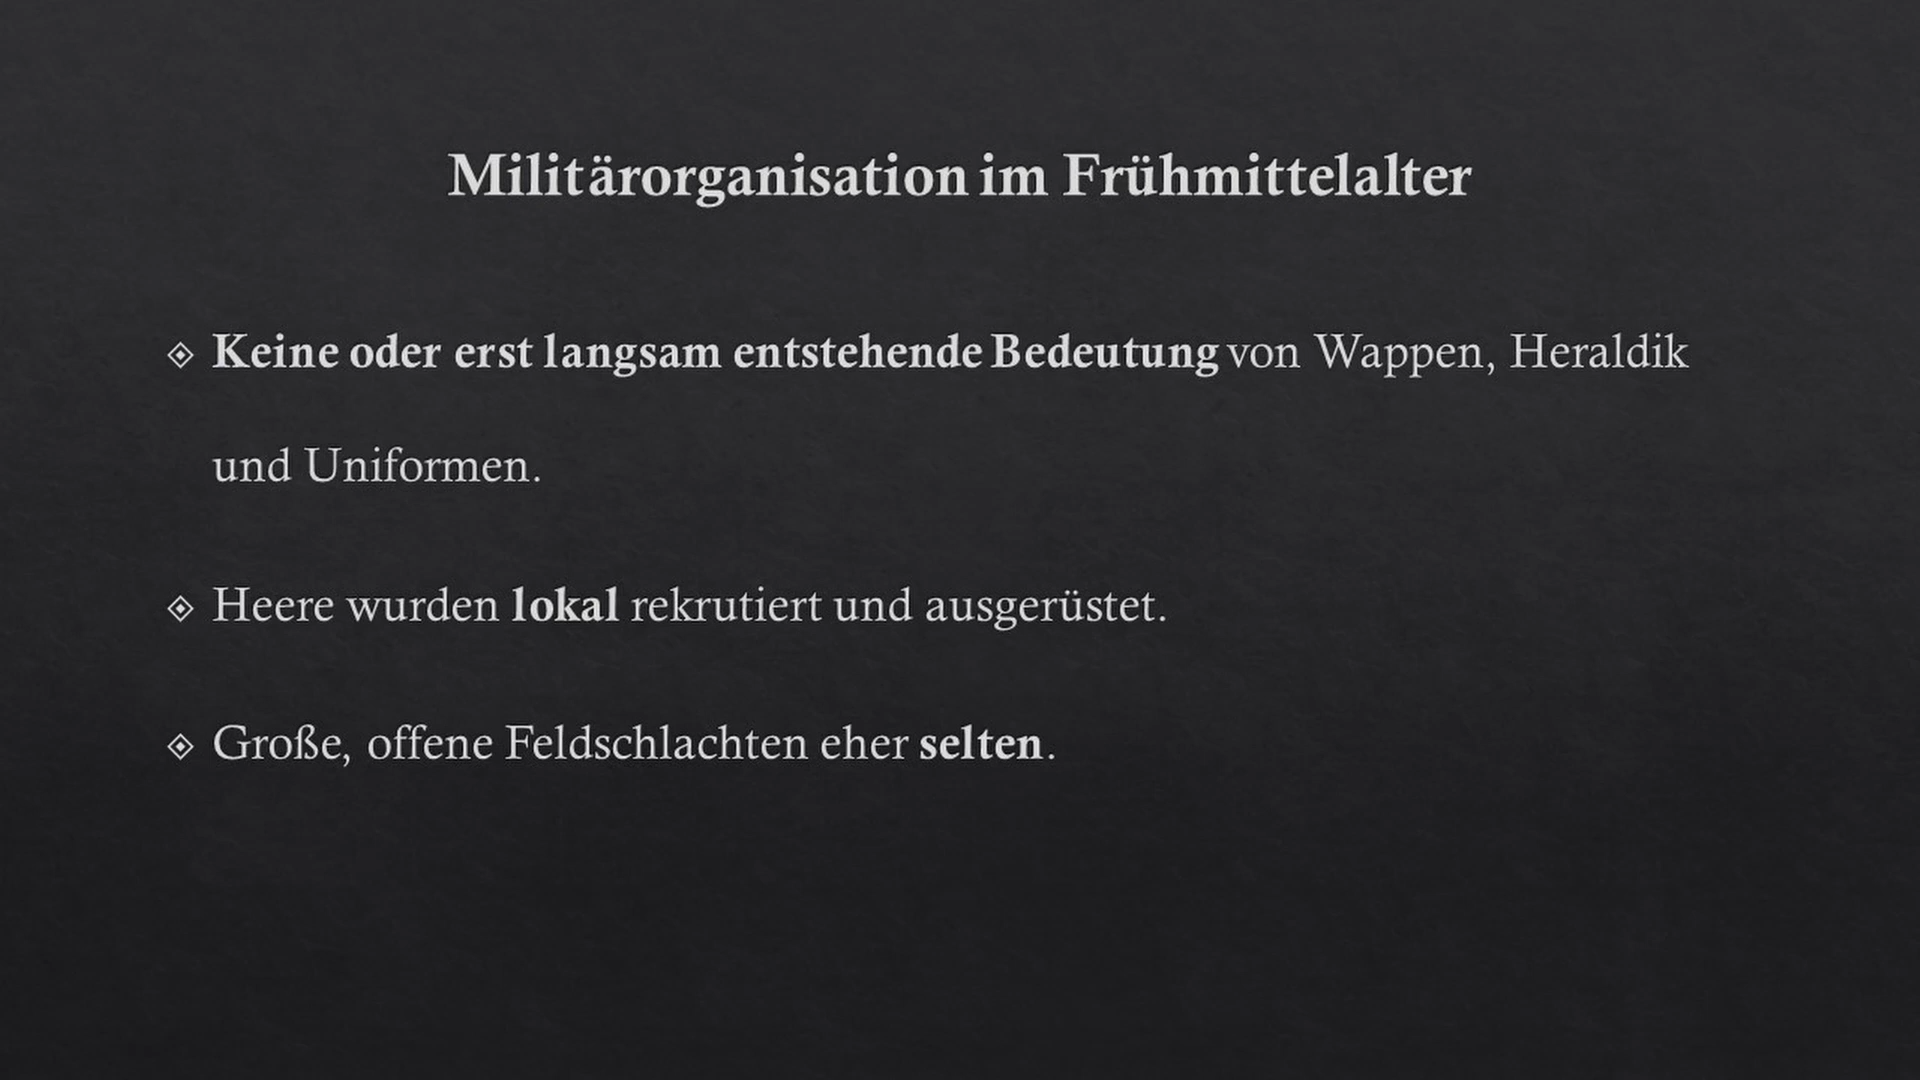 Militärorganisation im Frühmittelalter
Keine oder erst langsam entstehende Bedeutung von Wappen, Heraldik
und Uniformen.
Heere wurden lokal rekrutiert und ausgerüstet.
Große, offene Feldschlachten eher selten.